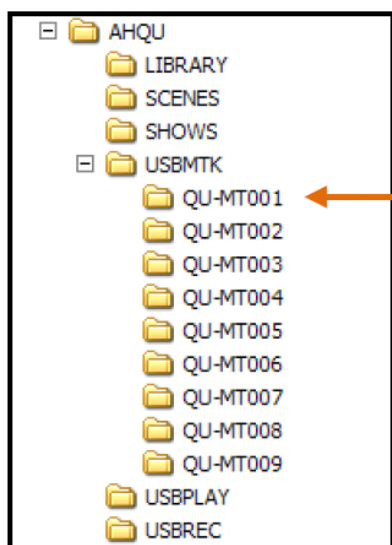 AHQU
LIBRARY
SCENES
SHOWS
USBMTK
QU-MT001
QU-MT002
QU-MT003
QU-MT004
QU-MT005
QU-MT006
QU-MT007
QU-MT008
QU-MT009
USBPLAY
USBREC